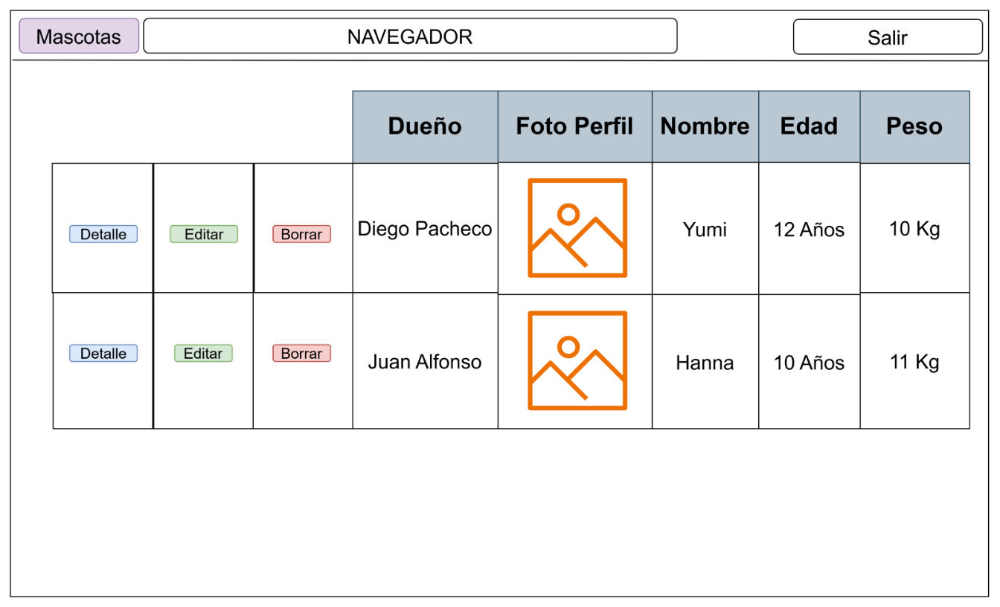 Mascotas
NAVEGADOR
Salir
Dueño
Foto Perfil
Nombre
Edad
Peso
Detalle
Editar
Borrar
Diego Pacheco
Yumi
12 Años
10 Kg
Detalle
Editar
Borrar
Juan Alfonso
Hanna
10 Años
11 Kg